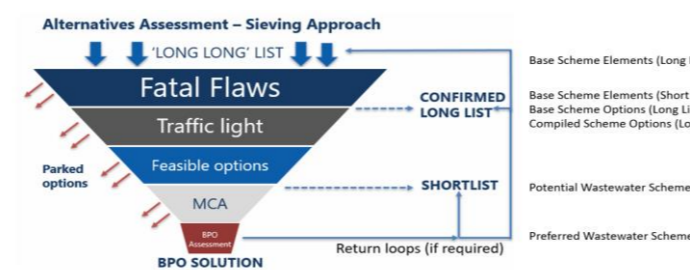 Alternatives Assessment – Sieving Approach
'LONG LONG' LIST
Fatal Flaws
Traffic light
Feasible options
MCA
BPO
Assessment
BPO SOLUTION
Parked
options
CONFIRMED
LONG LIST
SHORTLIST
Return loops (if required)
Base Scheme Elements (Long
Base Scheme Elements (Short
Base Scheme Options (Long Li
Compiled Scheme Options (Lo
Potential Wastewater Scheme
Preferred Wastewater Scheme